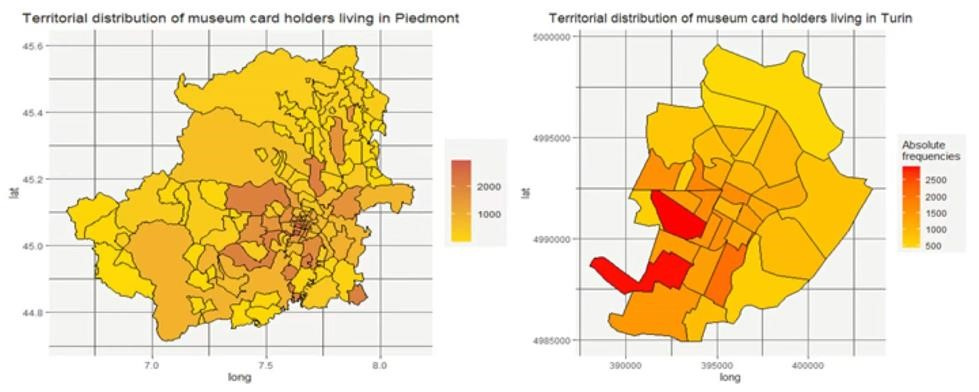 Territorial distribution of museum card holders living in Piedmont
45.6
45.4
45.2
45.0
44.8
lat
7.0
7.5
8.0
long
2000
1000
Territorial distribution of museum card holders living in Turin
5000000
4995000
4990000
4985000
lat
390000
395000
400000
long
Absolute
frequencies
2500
2000
1500
1000
500